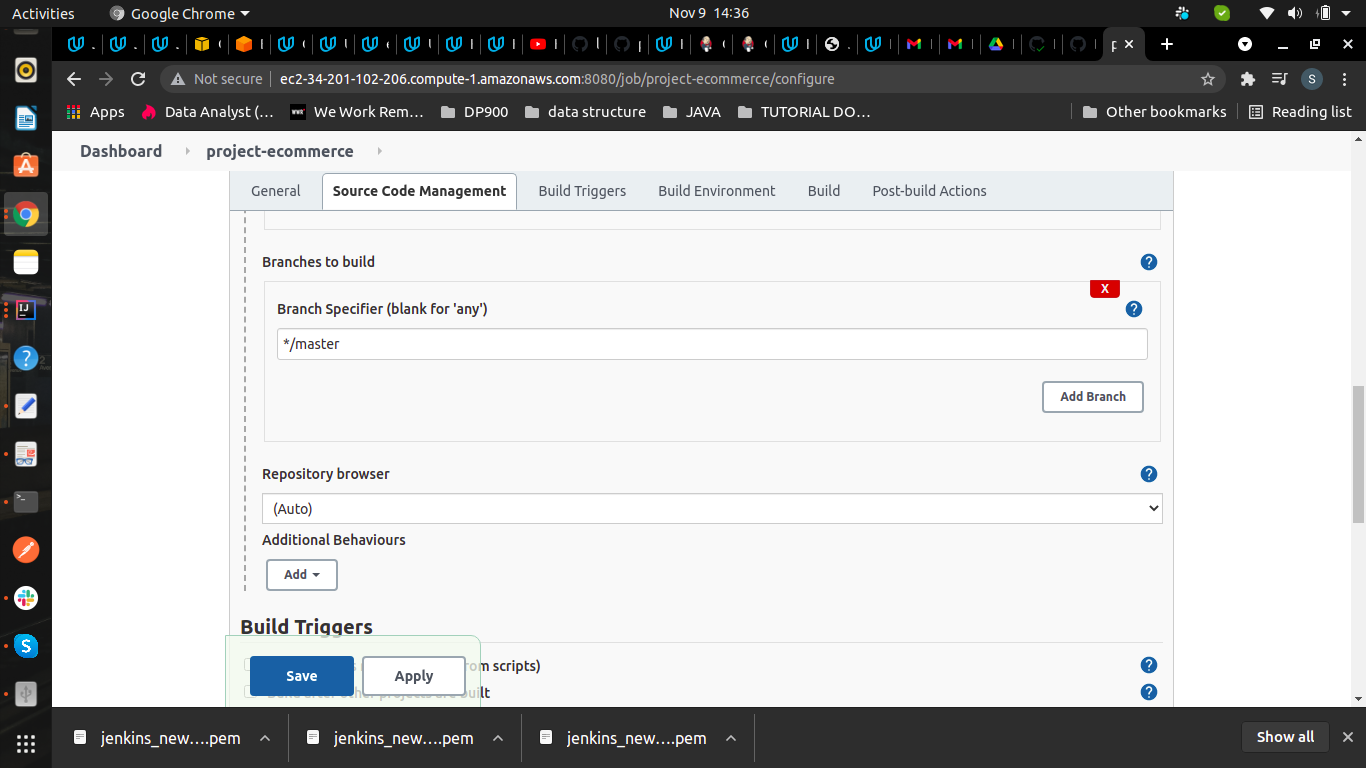 Activities
Google Chrome
Nov 9 14:36
Not secure
ec2-34-201-102-206.compute-1.amazonaws.com:8080/job/project-ecommerce/configure
S
Apps
Data Analyst (...
We Work Rem...
DP900
data structure
JAVA
TUTORIAL DO...
Other bookmarks
Reading list
Dashboard
project-ecommerce
General
Source Code Management
Build Triggers
Build Environment
Build
Post-build Actions
Branches to build
X
Branch Specifier (blank for 'any')
*/master
Add Branch
Repository browser
(Auto)
Additional Behaviours
Add
Build Triggers
om scripts)
Save
Apply
jenkins_new....pem
jenkins_new....pem
jenkins_new....pem
Show all